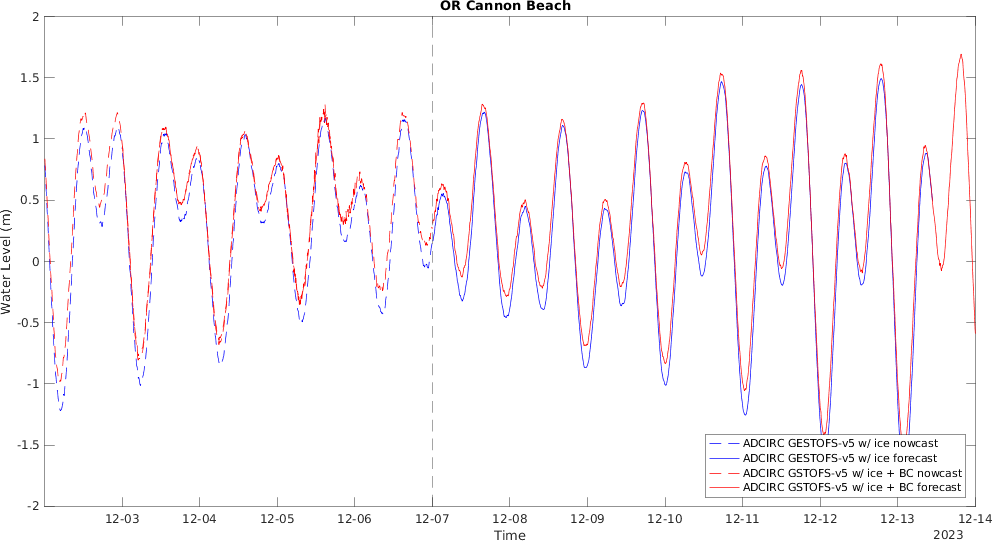 OR Cannon Beach
2
1.5
1
0.5
0
-0.5
-1
-1.5
-2
Water Level (m)
ADCIRC GESTOFS-v5 w/ ice nowcast
ADCIRC GESTOFS-v5 w/ ice forecast
ADCIRC GSTOFS-v5 w/ ice + BC nowcast
ADCIRC GSTOFS-v5 w/ ice + BC forecast
12-03 12-04 12-05 12-06 12-07 12-08 12-09 12-10 12-11 12-12 12-13 12-14
Time
2023